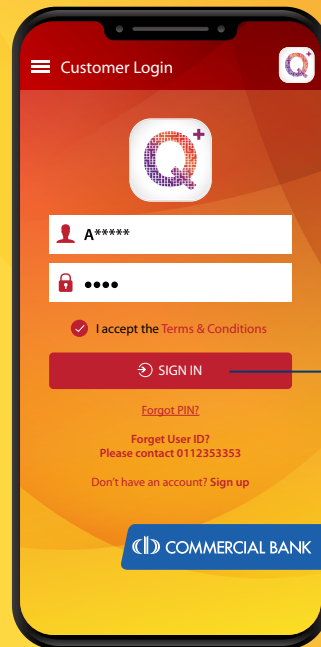 Customer Login
Q+
Q+
A*****
••••
I accept the Terms & Conditions
SIGN IN
Forgot PIN?
Forget User ID?
Please contact 0112353353
Don't have an account? Sign up
COMMERCIAL BANK